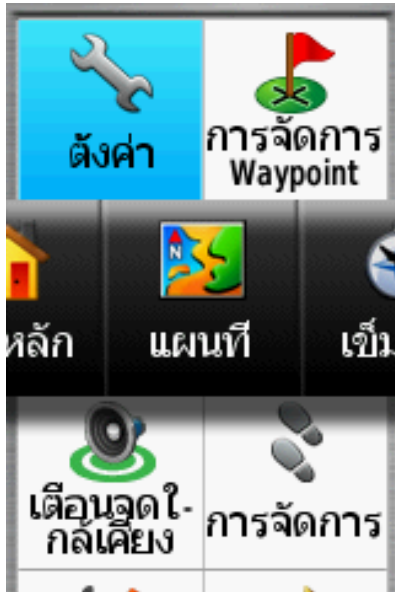 ตั้งค่า
การจัดการ
Waypoint
หลัก
แผนที่
เข็ม
N
เตือนจุดใ-
กล้เคียง
การจัดการ